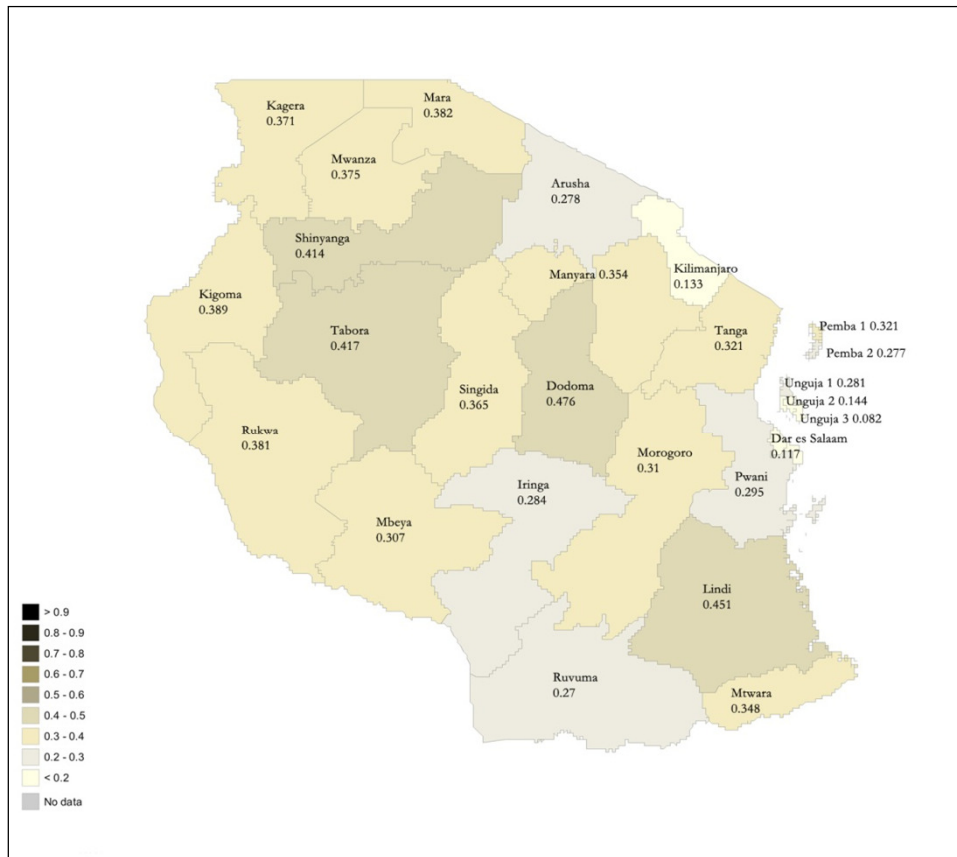 Mara
0.382
Kagera
0.371
Mwanza
0.375
Arusha
0.278
Shinyanga
0.414
Manyara 0.354
Kilimanjaro
0.133
Kigoma
0.389
Tabora
0.417
Tanga
0.321
Pemba 1 0.321
Pemba 2 0.277
Singida
0.365
Dodoma
0.476
Unguja 1 0.281
Unguja 2 0.144
Unguja 3 0.082
Rukwa
0.381
Dar es Salaam
0.117
Morogoro
0.31
Pwani
0.295
Iringa
0.284
Mbeya
0.307
Lindi
0.451
Ruvuma
0.27
Mtwara
0.348
> 0.9
0.8 - 0.9
0.7 - 0.8
0.6 - 0.7
0.5 - 0.6
0.4 - 0.5
0.3 - 0.4
0.2 - 0.3
< 0.2
No data